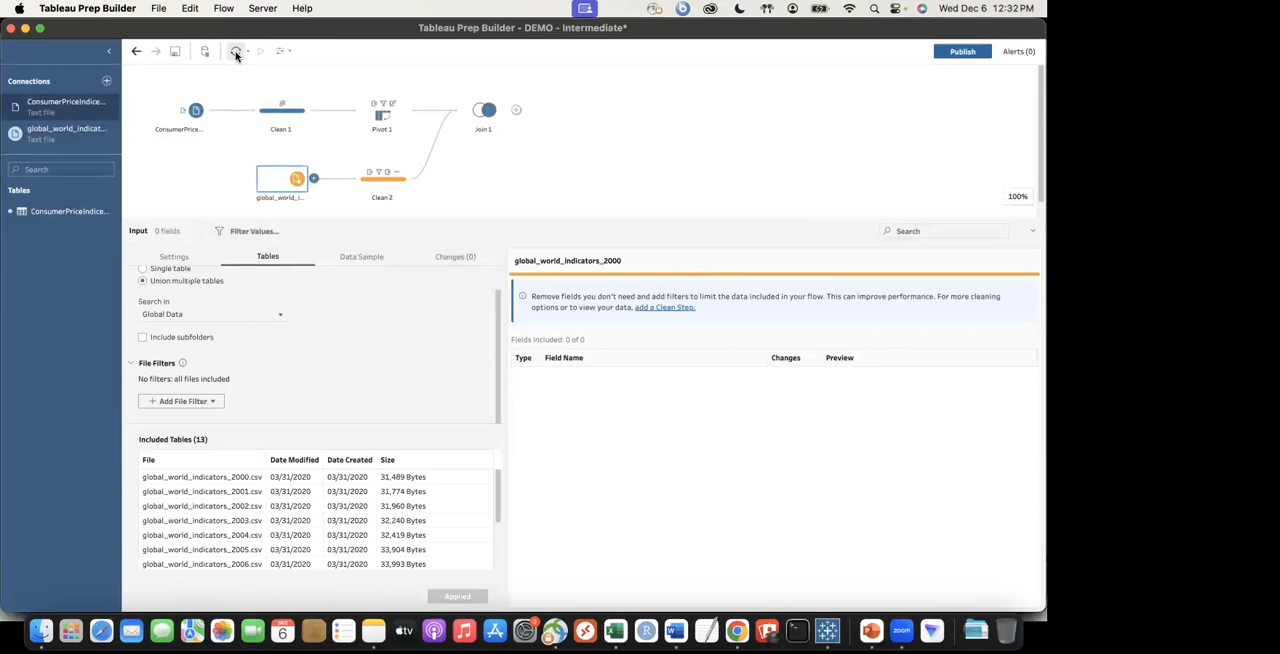 Tableau Prep Builder File Edit Flow Server Help Wed Dec 6 12:32 PM
Tableau Prep Builder - DEMO - Intermediate*
Publish Alerts (0)
Connections
ConsumerPriceIndice...
Text file
global_world_indicat...
Text file
Search
Tables
ConsumerPriceIndice...
ConsumerPrice... Clean 1 Pivot 1 Join 1
global_world_i... Clean 2
100%
Input 0 fields Filter Values... Search
Settings Tables Data Sample Changes (0)
Single table
Union multiple tables
Search in
Global Data
Include subfolders
File Filters
No filters: all files included
Add File Filter
Included Tables (13)
File Date Modified Date Created Size
global_world_indicators_2000.csv 03/31/2020 03/31/2020 31,489 Bytes
global_world_indicators_2001.csv 03/31/2020 03/31/2020 31,774 Bytes
global_world_indicators_2002.csv 03/31/2020 03/31/2020 31,960 Bytes
global_world_indicators_2003.csv 03/31/2020 03/31/2020 32,240 Bytes
global_world_indicators_2004.csv 03/31/2020 03/31/2020 32,419 Bytes
global_world_indicators_2005.csv 03/31/2020 03/31/2020 33,904 Bytes
global_world_indicators_2006.csv 03/31/2020 03/31/2020 33,993 Bytes
Applied
global_world_indicators_2000
Remove fields you don't need and add filters to limit the data included in your flow. This can improve performance. For more cleaning
options or to view your data, add a Clean Step.
Fields included: 0 of 0
Type Field Name Changes Preview
DEC
6
tv
3
R
zoom